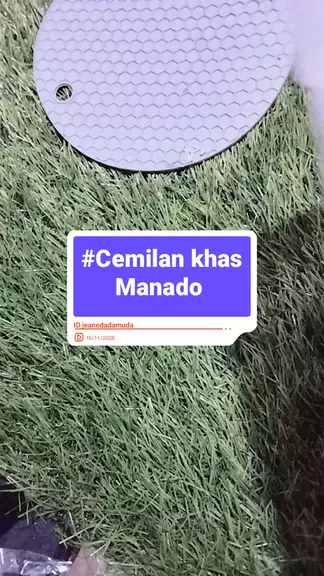 #Cemilan khas
Manado
ID jeanedadamuda
16/11/2025